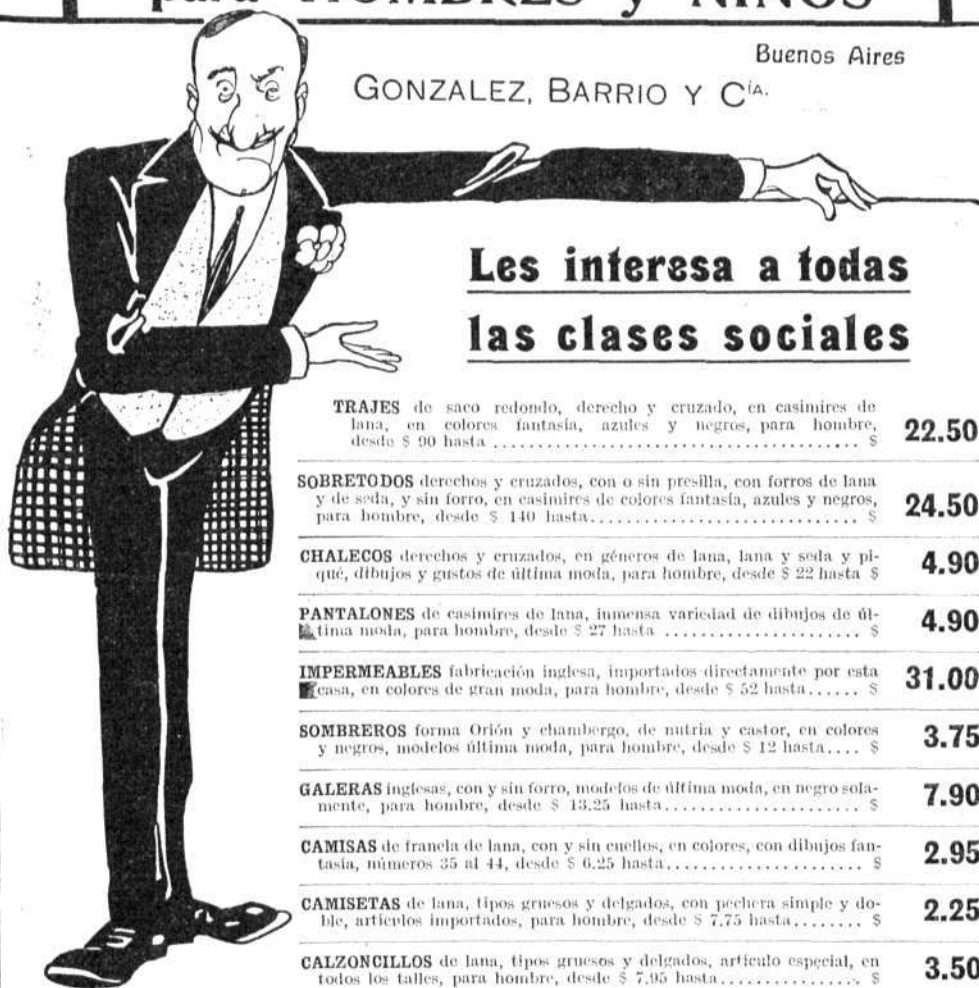 para HOMBRES y NIÑOS
Buenos Aires
GONZALEZ, BARRIO Y Cía.
Les interesa a todas
las clases sociales
TRAJES de saco redondo, derecho y cruzado, en casimires de
lana, en colores fantasía, azules y negros, para hombre,
desde $ 90 hasta ........................................ $ 22.50
SOBRETODOS derechos y cruzados, con o sin presilla, con forros de lana
y de seda, y sin forro, en casimires de colores fantasía, azules y negros,
para hombre, desde $ 140 hasta............................ $ 24.50
CHALECOS derechos y cruzados, en géneros de lana, lana y seda y pi-
qué, dibujos y gustos de última moda, para hombre, desde $ 22 hasta $ 4.90
PANTALONES de casimires de lana, inmensa variedad de dibujos de úl-
tima moda, para hombre, desde $ 27 hasta ..................... $ 4.90
IMPERMEABLES fabricación inglesa, importados directamente por esta
casa, en colores de gran moda, para hombre, desde $ 52 hasta...... $ 31.00
SOMBREROS forma Orión y chambergo, de nutria y castor, en colores
y negros, modelos última moda, para hombre, desde $ 12 hasta.... $ 3.75
GALERAS inglesas, con y sin forro, modelos de última moda, en negro sola-
mente, para hombre, desde $ 13.25 hasta...................... $ 7.90
CAMISAS de franela de lana, con y sin cuellos, en colores, con dibujos fan-
tasía, números 35 al 44, desde $ 6.25 hasta..................... $ 2.95
CAMISETAS de lana, tipos gruesos y delgados, con pechera simple y do-
ble, artículos importados, para hombre, desde $ 7.75 hasta........ $ 2.25
CALZONCILLOS de lana, tipos gruesos y delgados, artículo especial, en
todos los talles, para hombre, desde $ 7.95 hasta............... $ 3.50